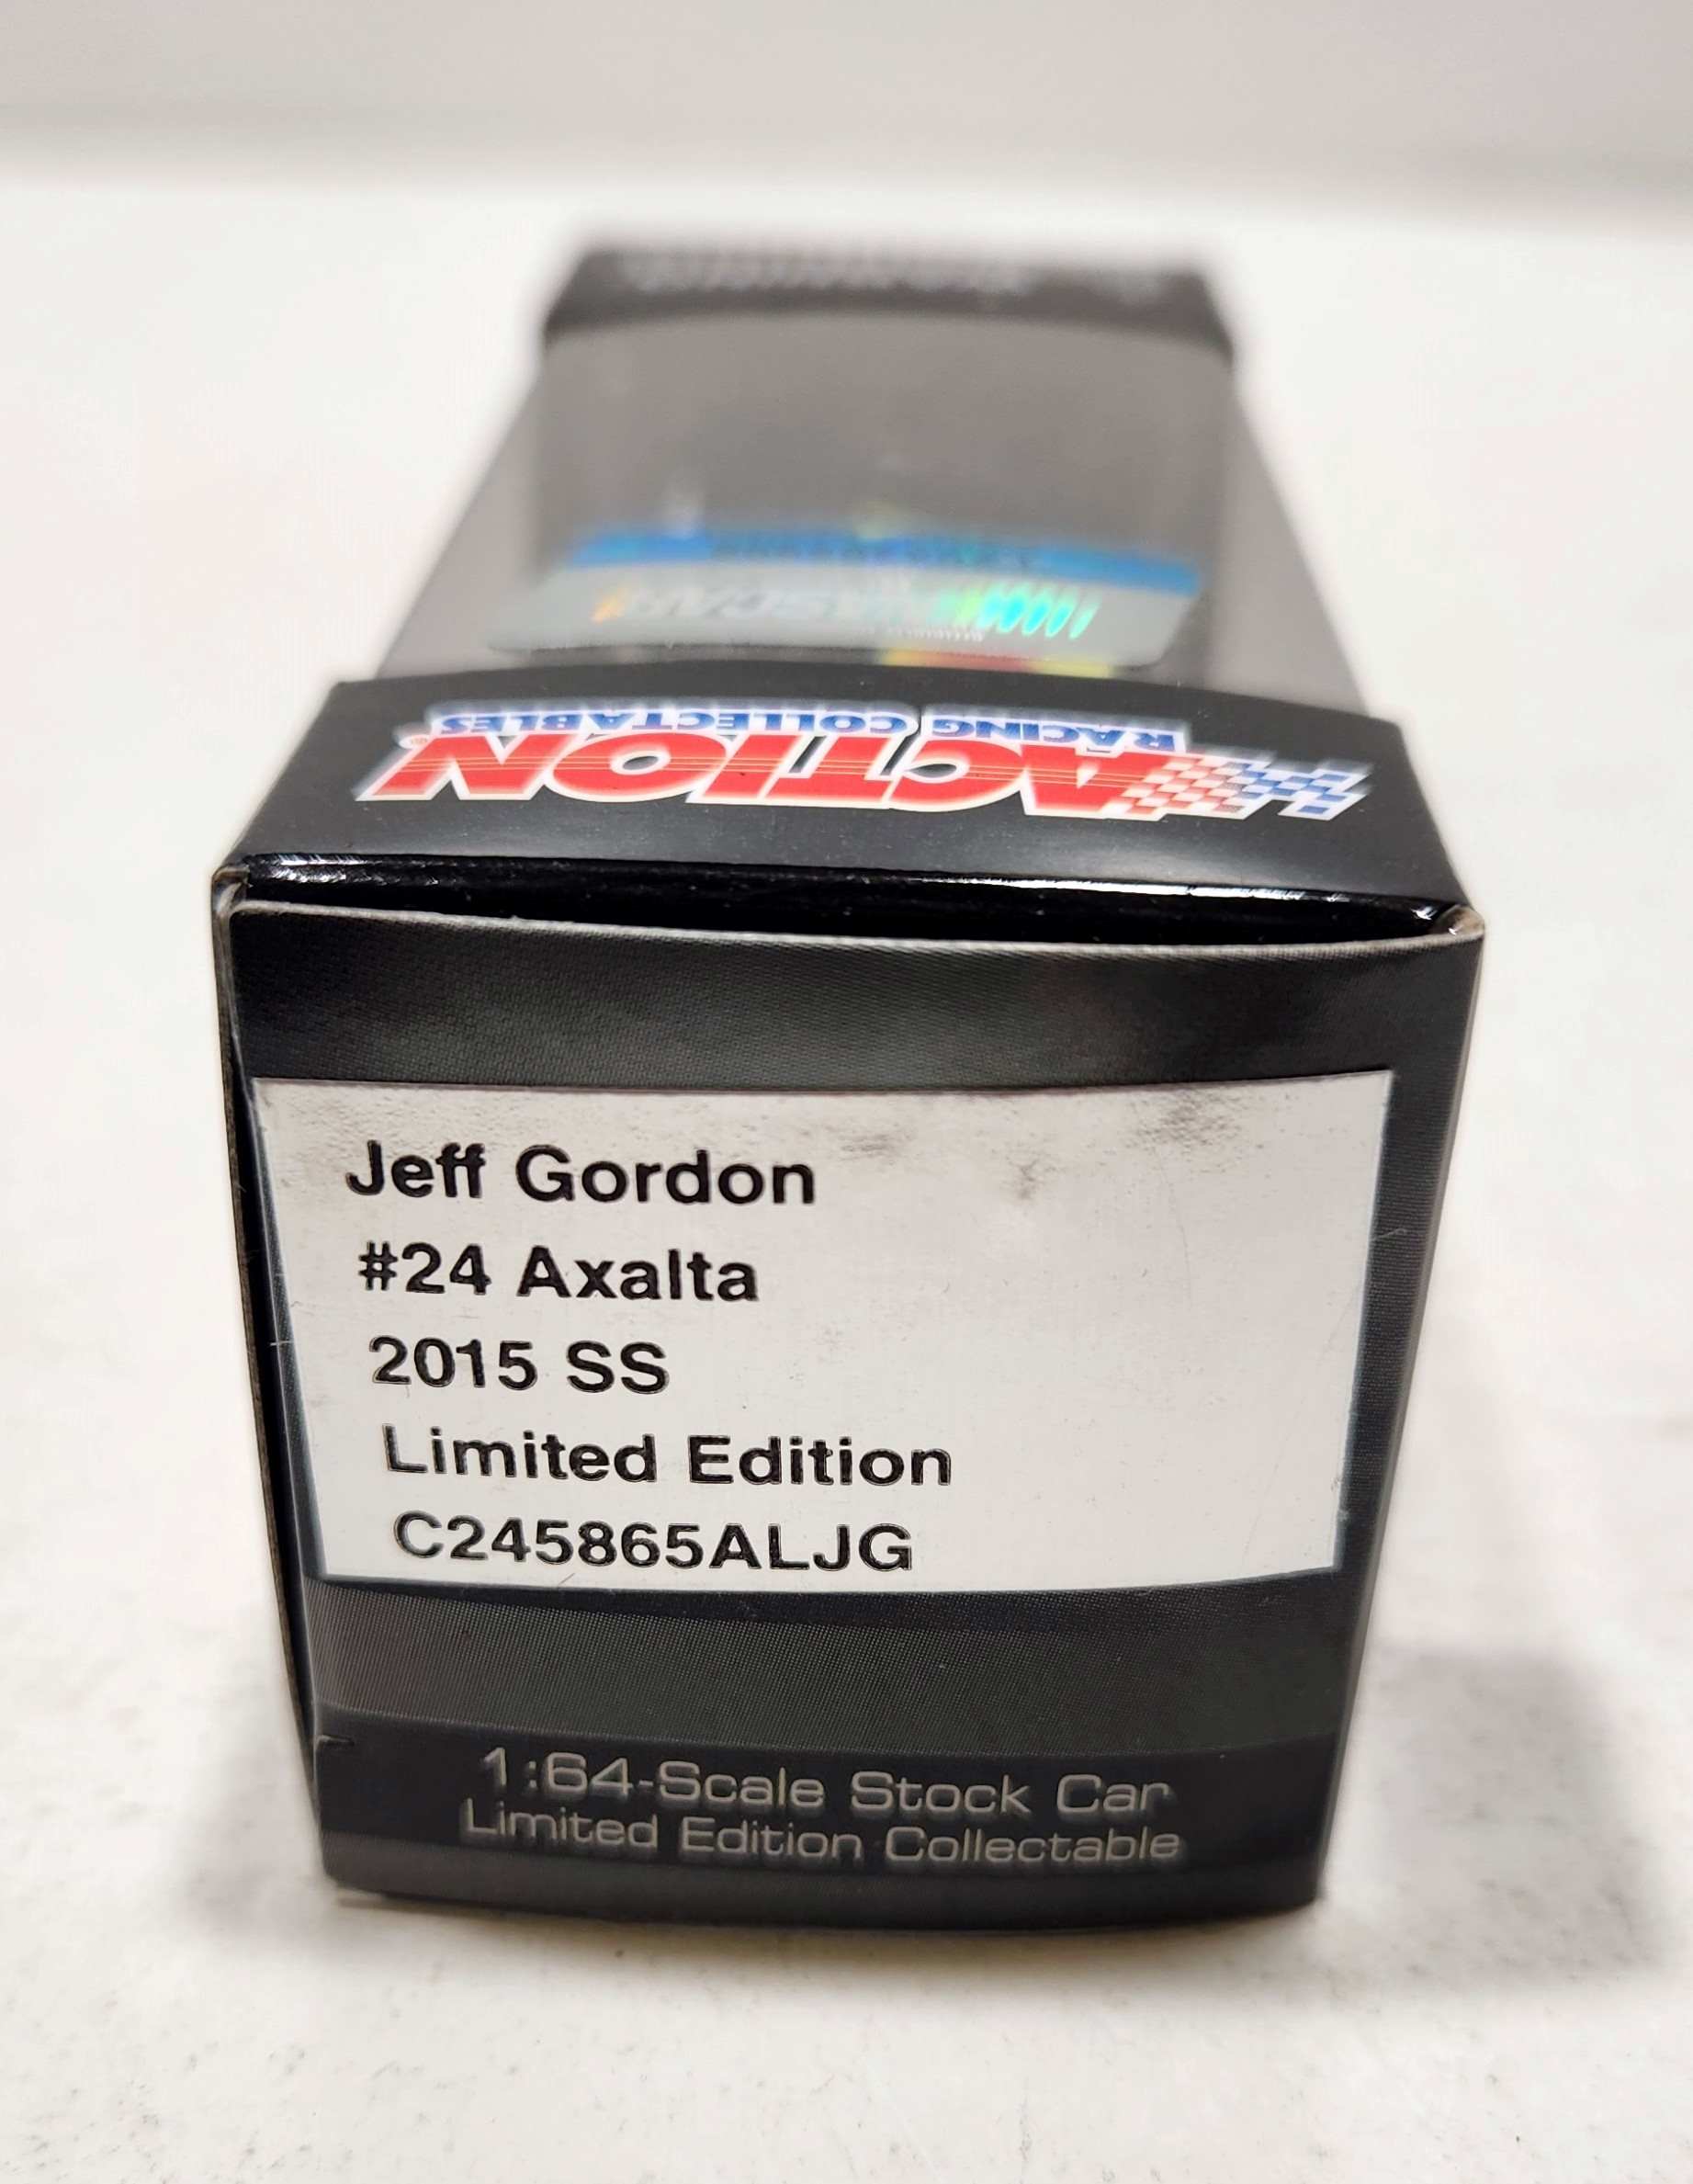 NASCAR
RACING COLLECTABLES
ACTION
Jeff Gordon
#24 Axalta
2015 SS
Limited Edition
C245865ALJG
1:64-Scale Stock Car
Limited Edition Collectable